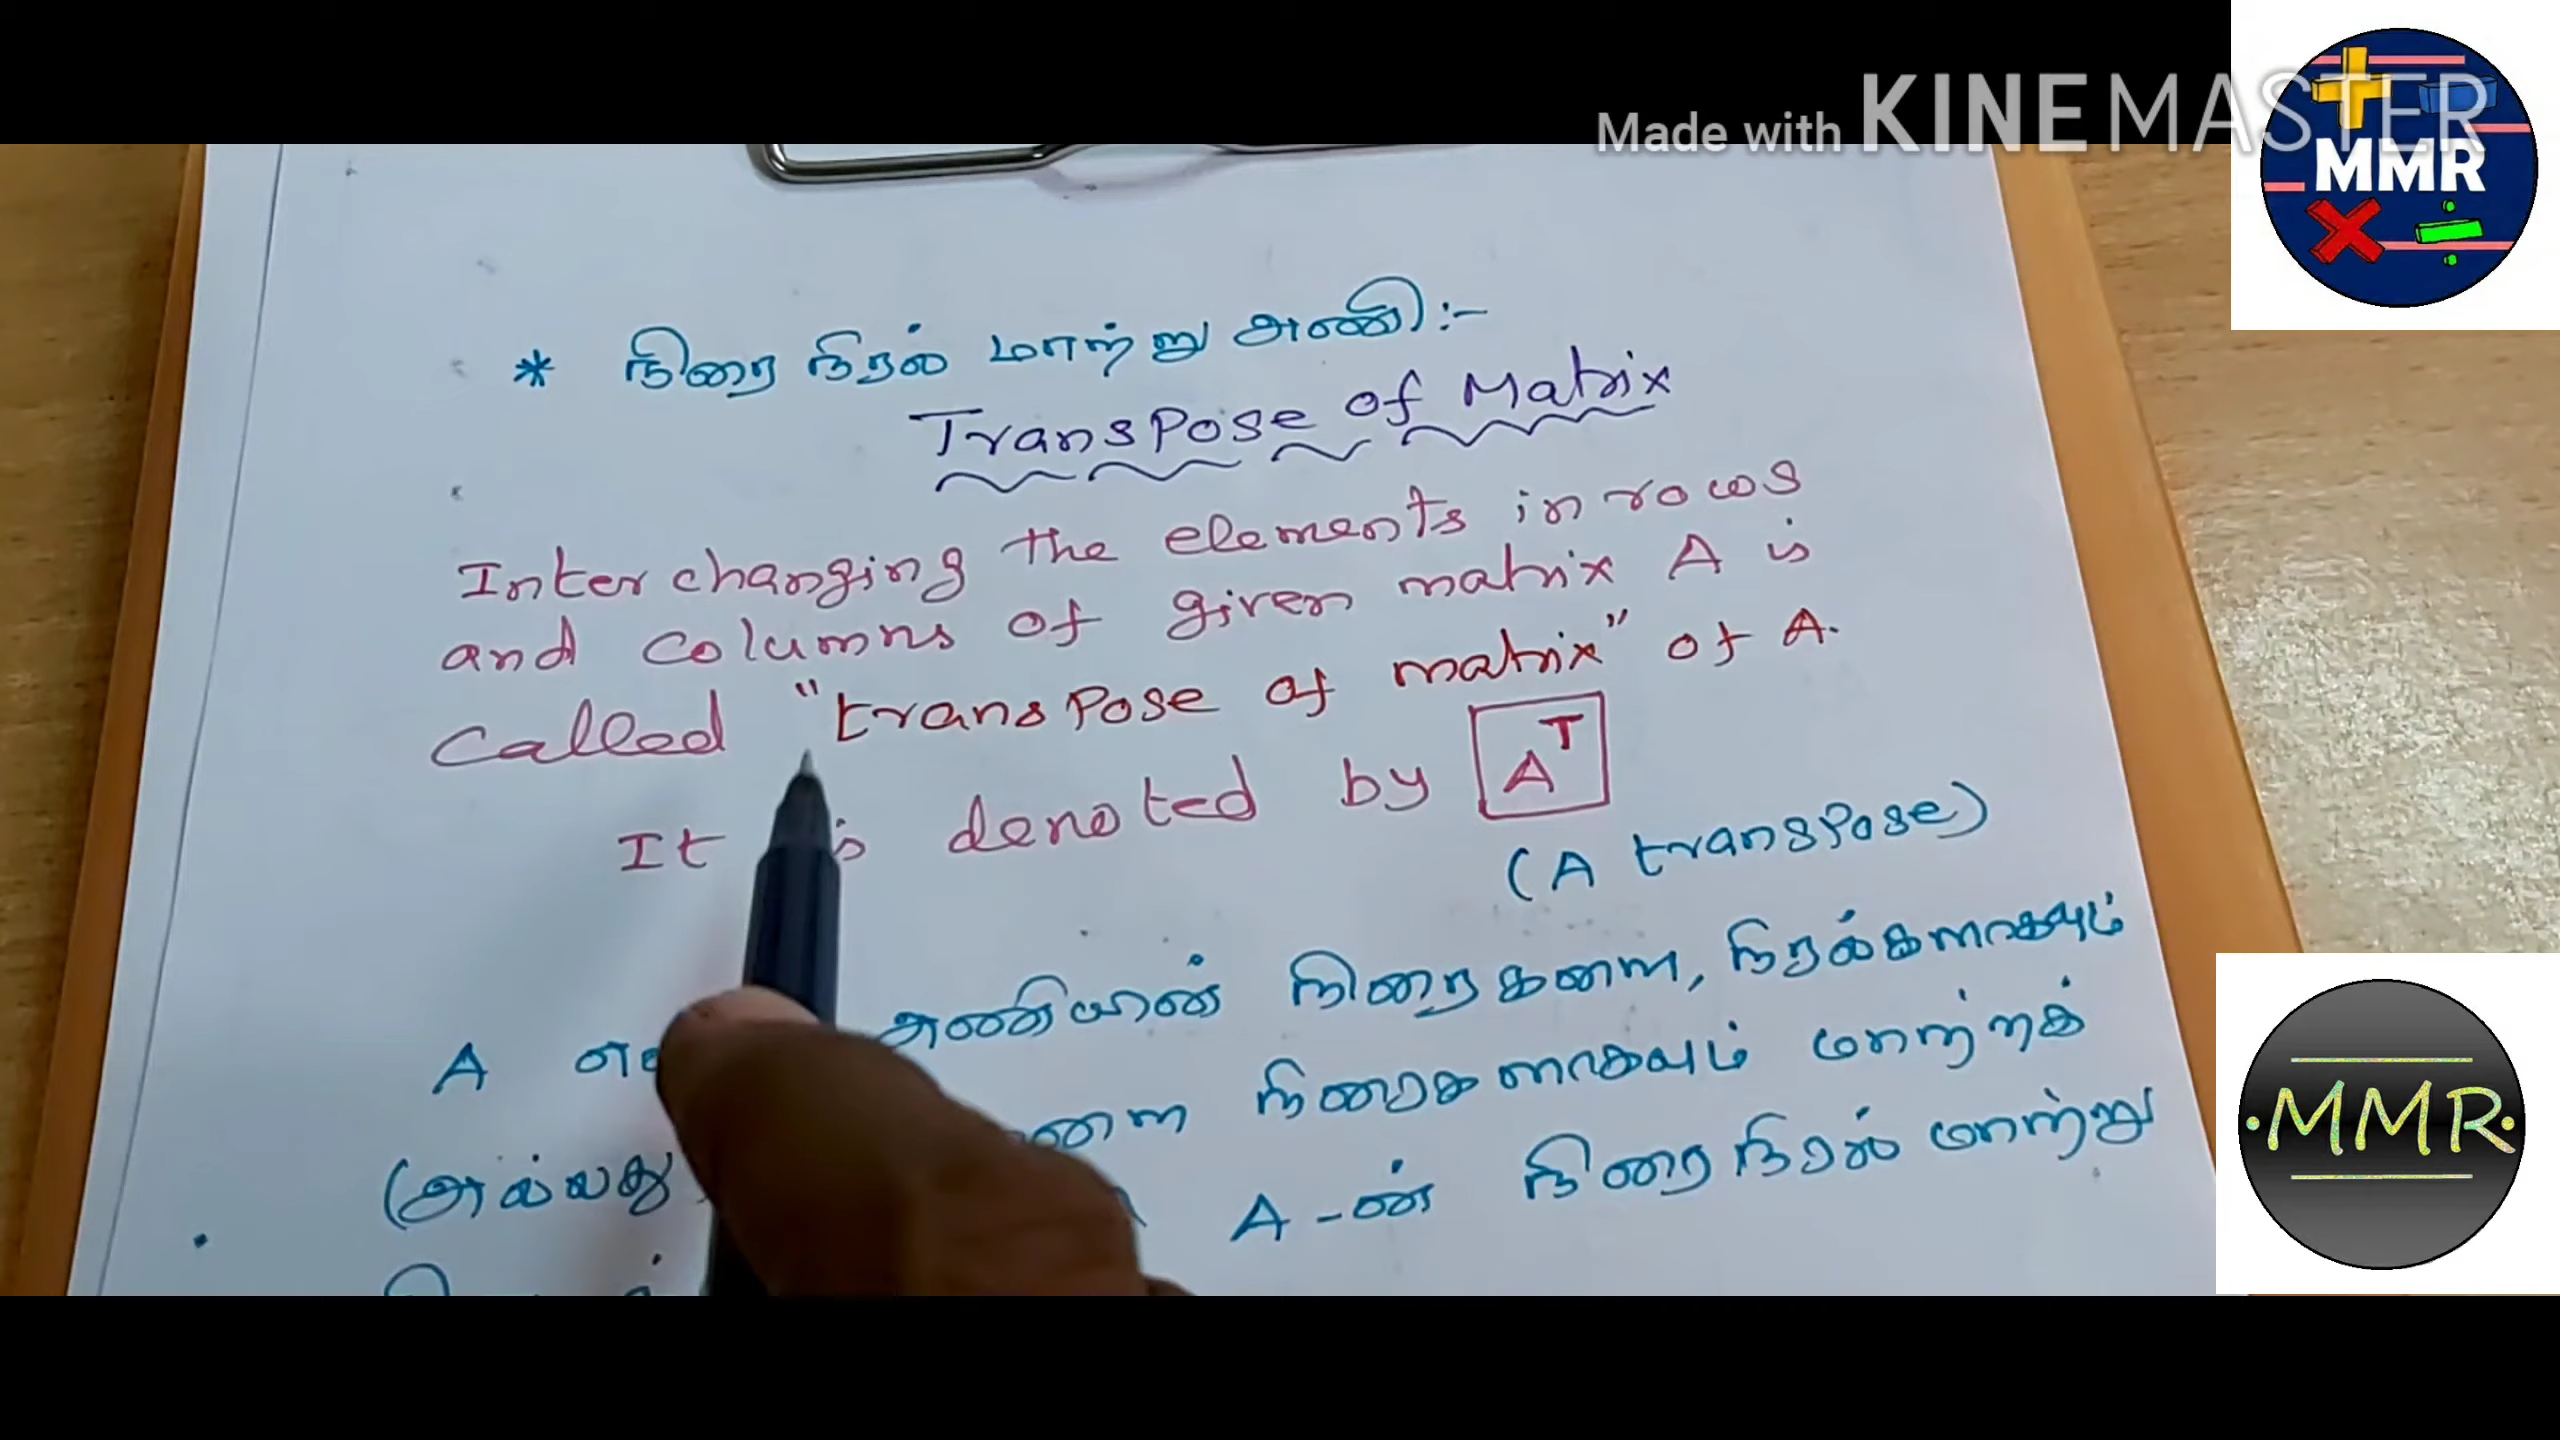 Made with KINEMASTER
MMR
* நிரை நிரல் மாற்று அணி :-
Transpose of Matrix
Interchanging the elements in rows
and columns of given matrix A is
called "transpose of matrix" of A.
It is denoted by A^T
(A transpose)
A அணியின் நிரைகளை, நிரல்களாகவும்
நிரைகளாகவும் மாற்றக்
(அல்லது A-ன் நிரை நிரல் மாற்று
MMR